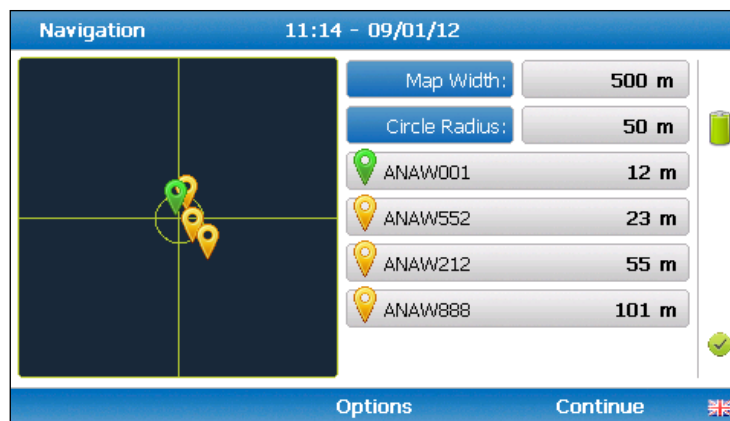 Navigation 11:14 - 09/01/12
Map Width: 500 m
Circle Radius: 50 m
ANAW001 12 m
ANAW552 23 m
ANAW212 55 m
ANAW888 101 m
Options Continue